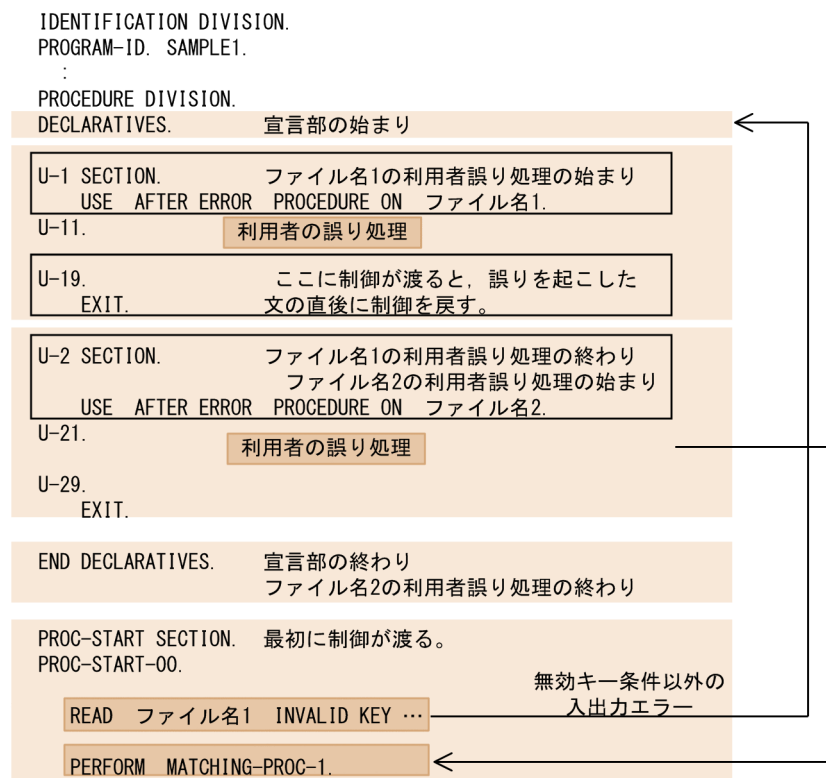 IDENTIFICATION DIVISION.
PROGRAM-ID. SAMPLE1.
:
PROCEDURE DIVISION.
DECLARATIVES. 宣言部の始まり
U-1 SECTION. ファイル名1の利用者誤り処理の始まり
USE AFTER ERROR PROCEDURE ON ファイル名1.
U-11. 利用者の誤り処理
U-19. ここに制御が渡ると，誤りを起こした
EXIT. 文の直後に制御を戻す。
U-2 SECTION. ファイル名1の利用者誤り処理の終わり
ファイル名2の利用者誤り処理の始まり
USE AFTER ERROR PROCEDURE ON ファイル名2.
U-21. 利用者の誤り処理
U-29.
EXIT.
END DECLARATIVES. 宣言部の終わり
ファイル名2の利用者誤り処理の終わり
PROC-START SECTION. 最初に制御が渡る。
PROC-START-00.
無効キー条件以外の
入出力エラー
READ ファイル名1 INVALID KEY …
PERFORM MATCHING-PROC-1.